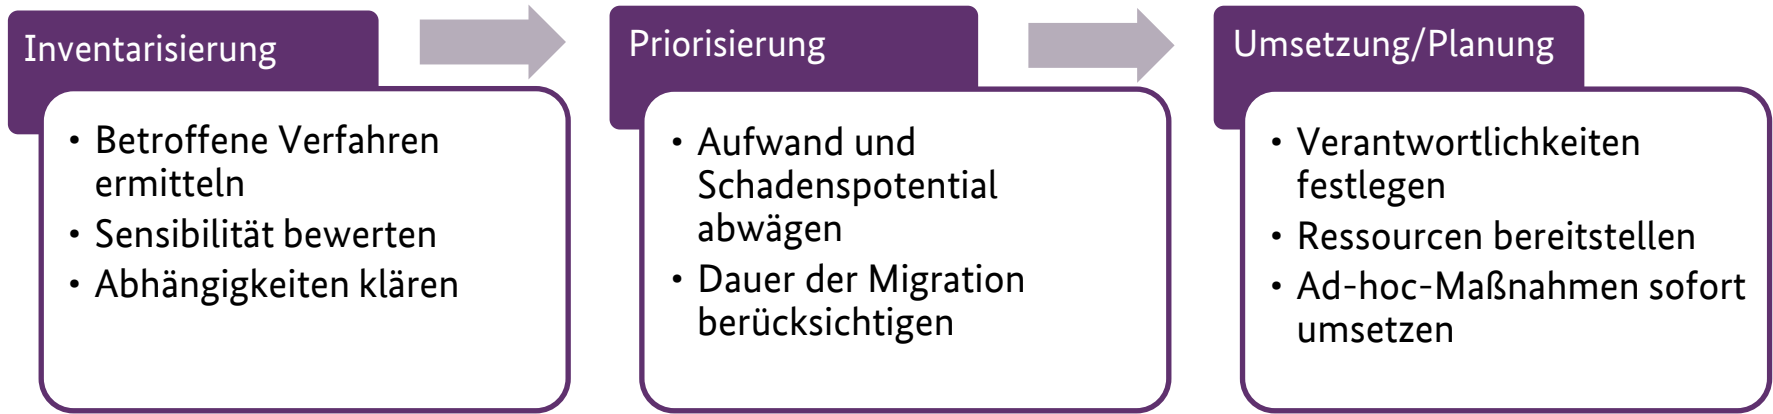 Inventarisierung
• Betroffene Verfahren
ermitteln
• Sensibilität bewerten
• Abhängigkeiten klären
Priorisierung
• Aufwand und
Schadenspotential
abwägen
• Dauer der Migration
berücksichtigen
Umsetzung/Planung
• Verantwortlichkeiten
festlegen
• Ressourcen bereitstellen
• Ad-hoc-Maßnahmen sofort
umsetzen